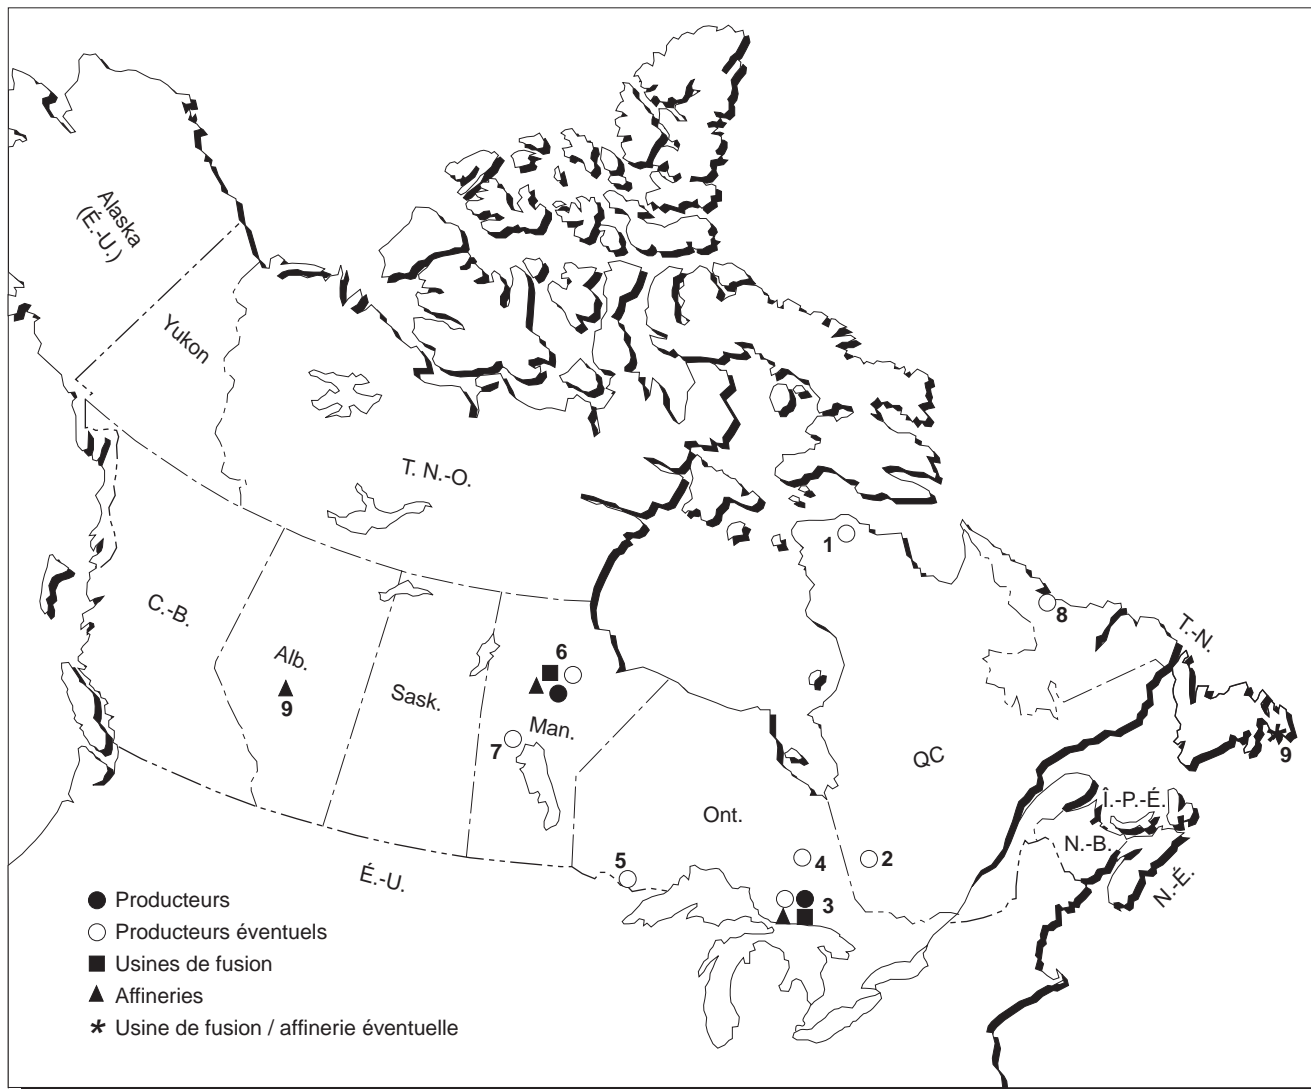 Alaska
(É.-U.)
Yukon
T. N.-O.
C.-B.
Alb.
9
Sask.
6
Man.
7
1
8
T.-N.
9
QC
Î.-P.-É.
N.-B.
N.-É.
Ont.
4
2
5
3
É.-U.
Producteurs
Producteurs éventuels
Usines de fusion
Affineries
Usine de fusion / affinerie éventuelle